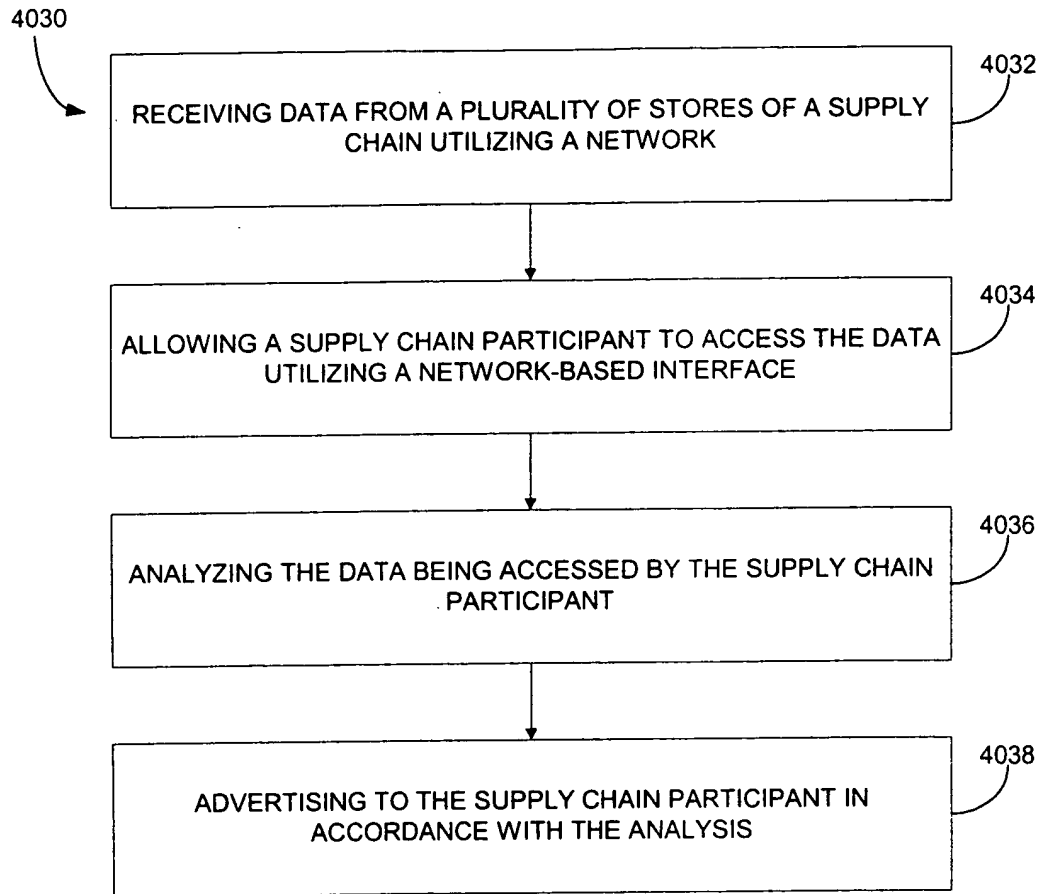 4030
4032
RECEIVING DATA FROM A PLURALITY OF STORES OF A SUPPLY
CHAIN UTILIZING A NETWORK
4034
ALLOWING A SUPPLY CHAIN PARTICIPANT TO ACCESS THE DATA
UTILIZING A NETWORK-BASED INTERFACE
4036
ANALYZING THE DATA BEING ACCESSED BY THE SUPPLY CHAIN
PARTICIPANT
4038
ADVERTISING TO THE SUPPLY CHAIN PARTICIPANT IN
ACCORDANCE WITH THE ANALYSIS